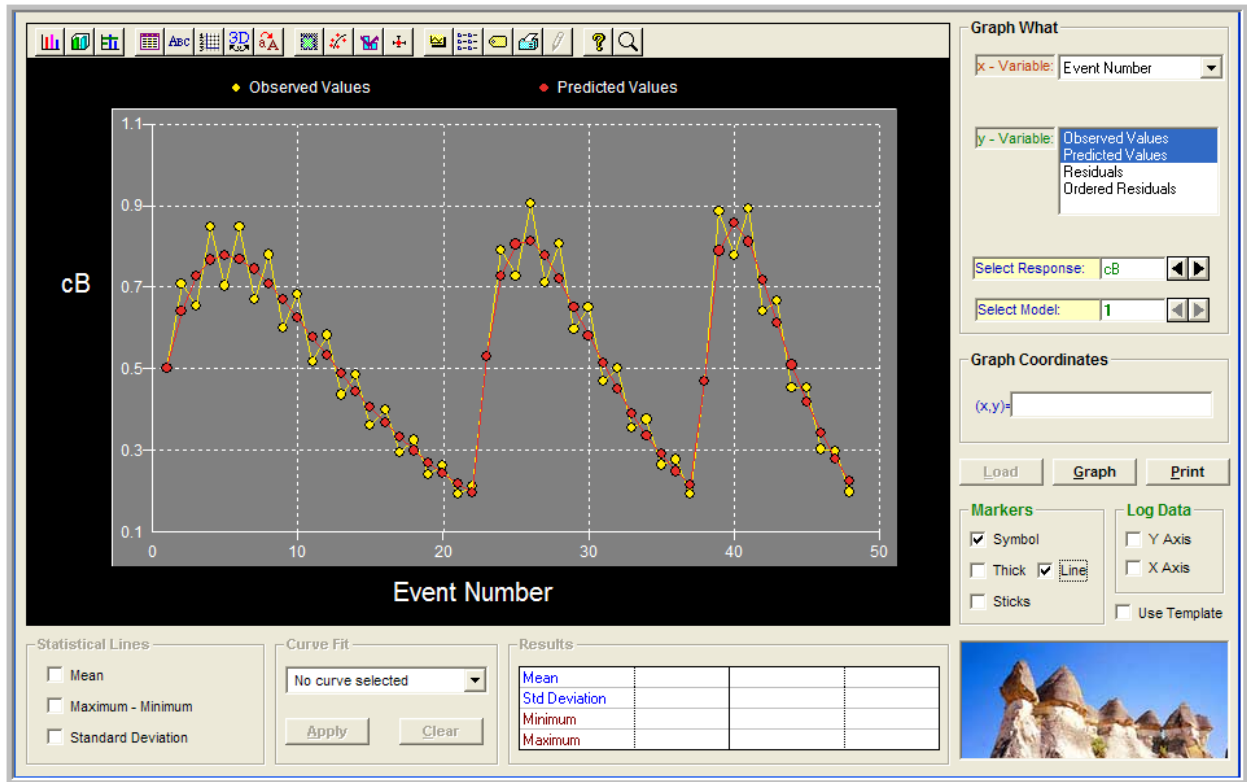 ABC
3D
aA
?
Observed Values
Predicted Values
1.1
0.9
0.7
0.5
0.3
0.1
cB
0
10
20
30
40
50
Event Number
Graph What
x - Variable:
Event Number
y - Variable:
Observed Values
Predicted Values
Residuals
Ordered Residuals
Select Response:
cB
Select Model:
1
Graph Coordinates
(x,y)=
Load
Graph
Print
Markers
Symbol
Thick
Line
Sticks
Log Data
Y Axis
X Axis
Use Template
Statistical Lines
Mean
Maximum - Minimum
Standard Deviation
Curve Fit
No curve selected
Apply
Clear
Results
Mean
Std Deviation
Minimum
Maximum